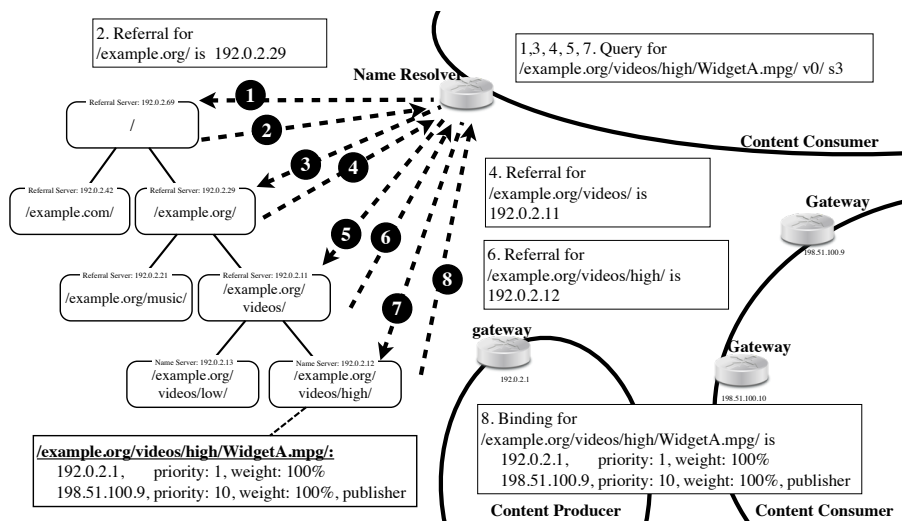 2. Referral for
/example.org/ is 192.0.2.29
1,3, 4, 5, 7. Query for
/example.org/videos/high/WidgetA.mpg/ v0/ s3
Name Resolver
Content Consumer
1
2
3
4
5
6
7
8
Referral Server: 192.0.2.69
/
Referral Server: 192.0.2.42
/example.com/
Referral Server: 192.0.2.29
/example.org/
Referral Server: 192.0.2.21
/example.org/music/
Referral Server: 192.0.2.11
/example.org/
videos/
Name Server: 192.0.2.13
/example.org/
videos/low/
Name Server: 192.0.2.12
/example.org/
videos/high/
4. Referral for
/example.org/videos/ is
192.0.2.11
6. Referral for
/example.org/videos/high/ is
192.0.2.12
Gateway
198.51.100.9
gateway
192.0.2.1
Gateway
198.51.100.10
/example.org/videos/high/WidgetA.mpg/:
192.0.2.1, priority: 1, weight: 100%
198.51.100.9, priority: 10, weight: 100%, publisher
8. Binding for
/example.org/videos/high/WidgetA.mpg/ is
192.0.2.1, priority: 1, weight: 100%
198.51.100.9, priority: 10, weight: 100%, publisher
Content Producer
Content Consumer